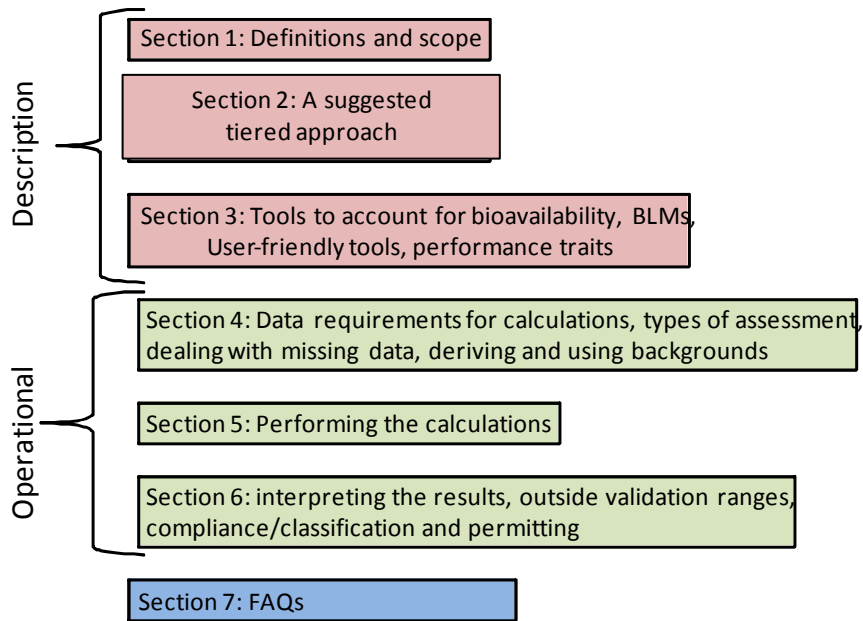 Description
Section 1: Definitions and scope
Section 2: A suggested
tiered approach
Section 3: Tools to account for bioavailability, BLMs,
User-friendly tools, performance traits
Operational
Section 4: Data requirements for calculations, types of assessment,
dealing with missing data, deriving and using backgrounds
Section 5: Performing the calculations
Section 6: interpreting the results, outside validation ranges,
compliance/classification and permitting
Section 7: FAQs